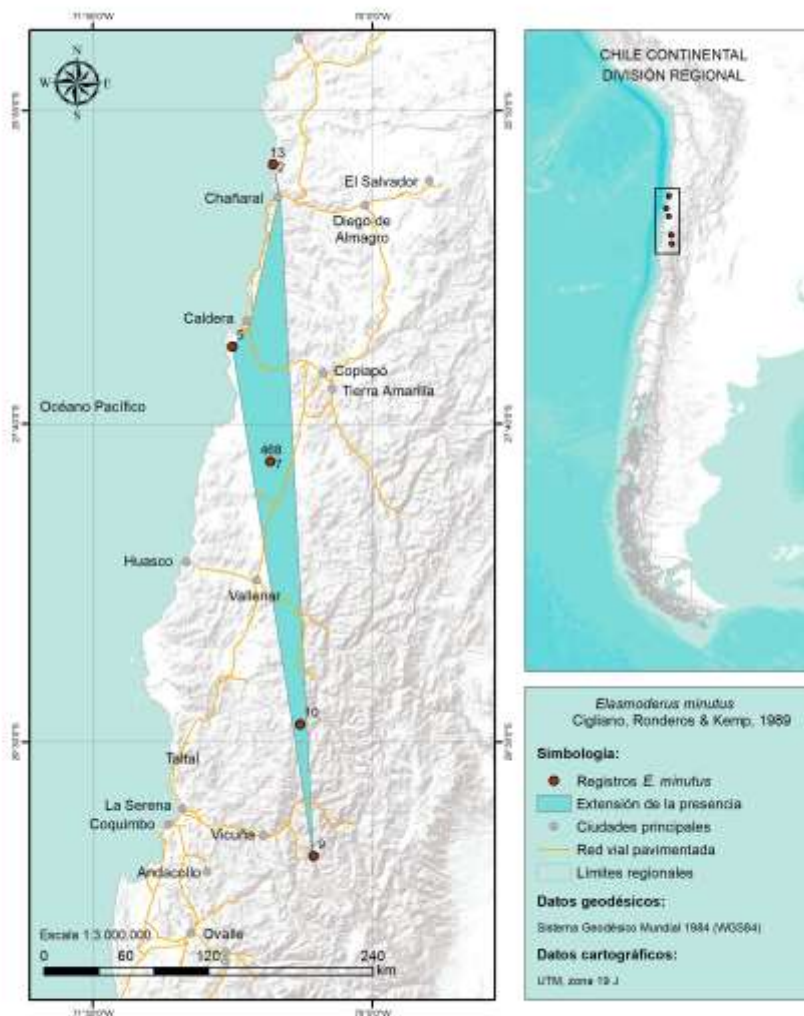 N
W
E
S
13
2
Chañaral
El Salvador
Diego de
Almagro
Caldera
5
Copiapó
Tierra Amarilla
Océano Pacífico
7
Huasco
Vallenar
10
Taltal
La Serena
Coquimbo
Vicuña
9
Andacollo
Ovalle
Escala 1:3.000.000
0 60 120 240
km
CHILE CONTINENTAL
DIVISIÓN REGIONAL
Elasmoderus minutus
Cigliano, Ronderos & Kemp, 1989
Simbología:
Registros E. minutus
Extensión de la presencia
Ciudades principales
Red vial pavimentada
Límites regionales
Datos geodésicos:
Sistema Geodésico Mundial 1984 (WGS84)
Datos cartográficos:
UTM, zona 19 J